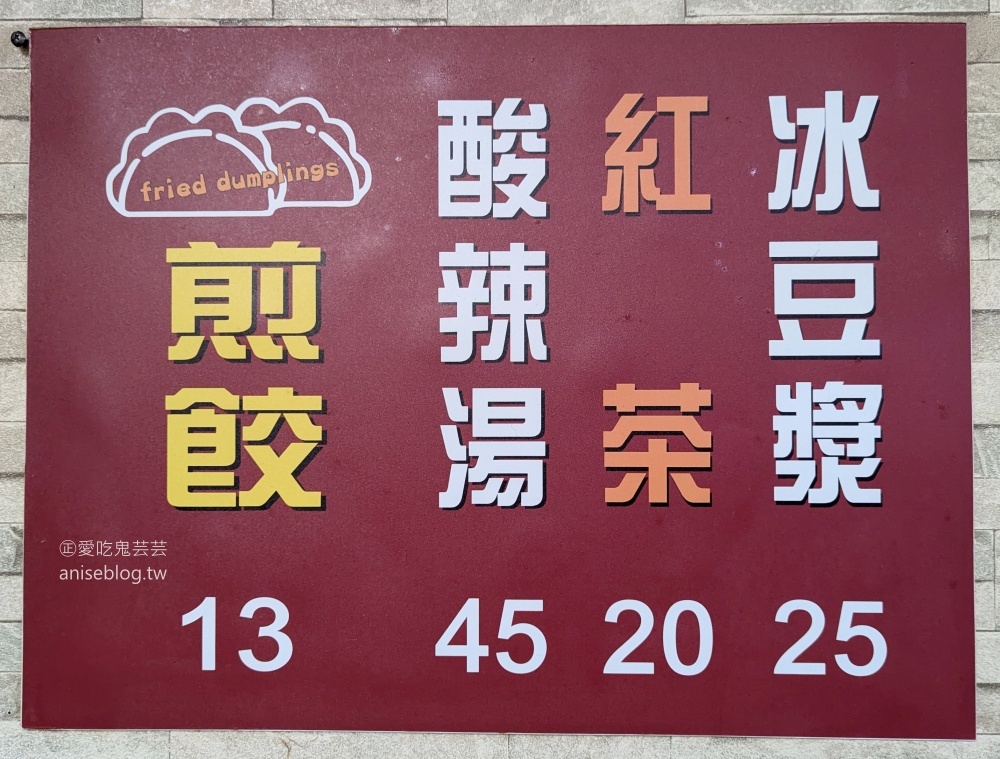 fried dumplings
煎餃
13
酸辣湯
45
紅茶
20
冰豆漿
25
㊣愛吃鬼芸芸
aniseblog.tw